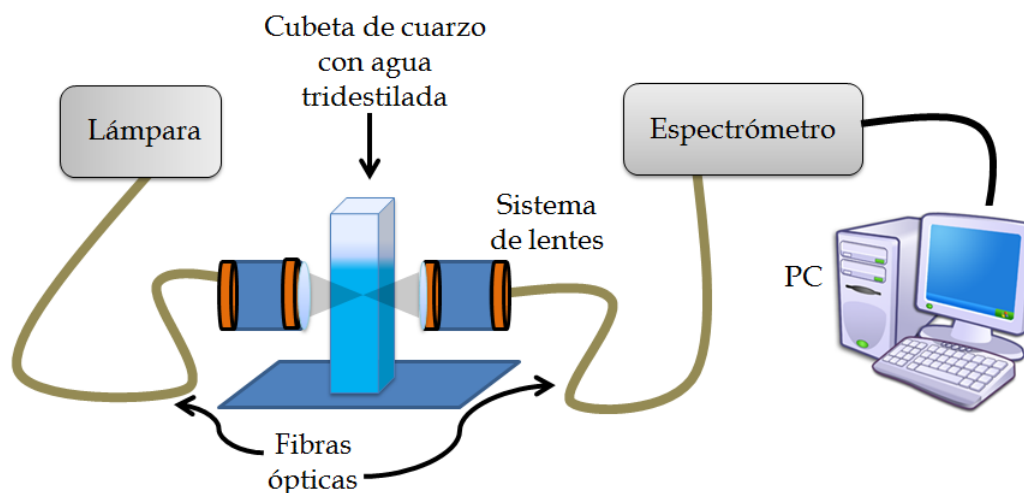 Cubeta de cuarzo
con agua
tridestilada
Lámpara
Espectrómetro
Sistema
de lentes
PC
Fibras
ópticas